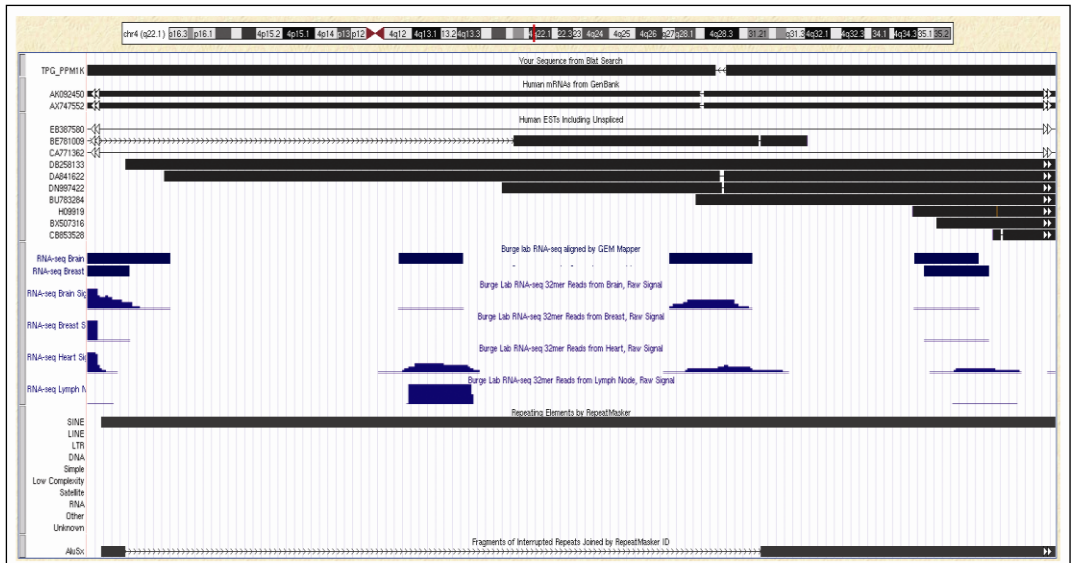 chr4 (q22.1) p16.3 p16.1 4p15.2 4p15.1 4p14 p13 p12 4q12 4q13.1 13.2 4q13.3 q22.1 22.3 23 4q24 4q25 4q26 q27 q28.1 4q28.3 31.21 q31.3 4q32.1 4q32.3 34.1 4q34.3 35.1 35.2
Your Sequence from Blat Search
TPG_PPM1K
Human mRNAs from GenBank
AK092450
AX747552
Human ESTs Including Unspliced
EB387580
BE781009
CA771362
DB258133
DA841622
DN997422
BU783284
H09919
BX507316
CB853528
Burge lab RNA-seq aligned by GEM Mapper
RNA-seq Brain
RNA-seq Breast
Burge Lab RNA-seq 32mer Reads from Brain, Raw Signal
RNA-seq Brain Sig
Burge Lab RNA-seq 32mer Reads from Breast, Raw Signal
RNA-seq Breast S
Burge Lab RNA-seq 32mer Reads from Heart, Raw Signal
RNA-seq Heart Sig
Burge Lab RNA-seq 32mer Reads from Lymph Node, Raw Signal
RNA-seq Lymph N
Repeating Elements by RepeatMasker
SINE
LINE
LTR
DNA
Simple
Low Complexity
Satellite
RNA
Other
Unknown
Fragments of Interrupted Repeats Joined by RepeatMasker ID
AluSx